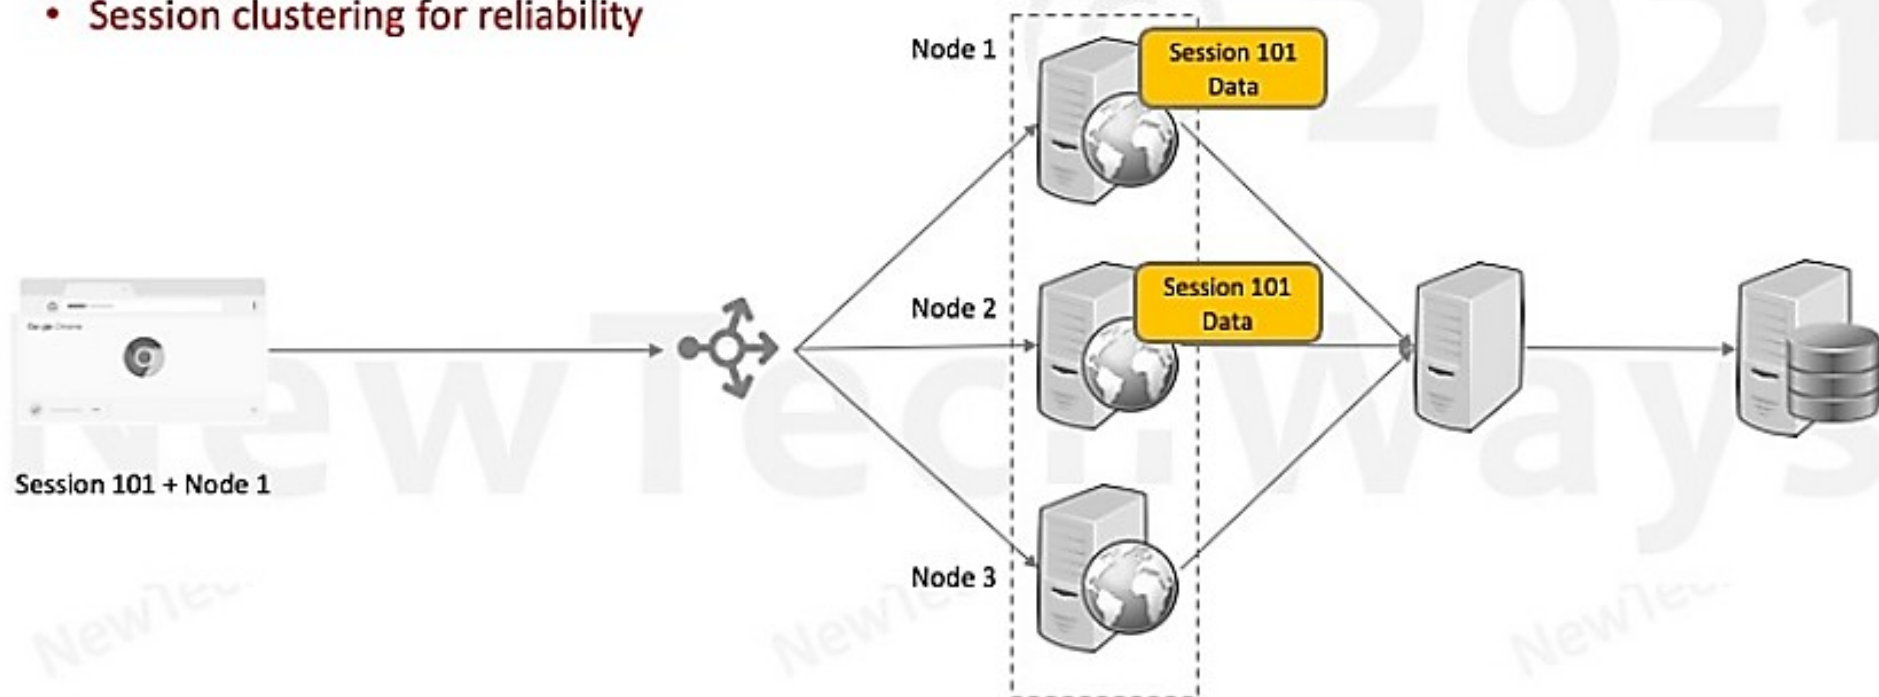 • Session clustering for reliability
Node 1
Session 101
Data
Node 2
Session 101
Data
Session 101 + Node 1
Node 3
2021
NewTechWays